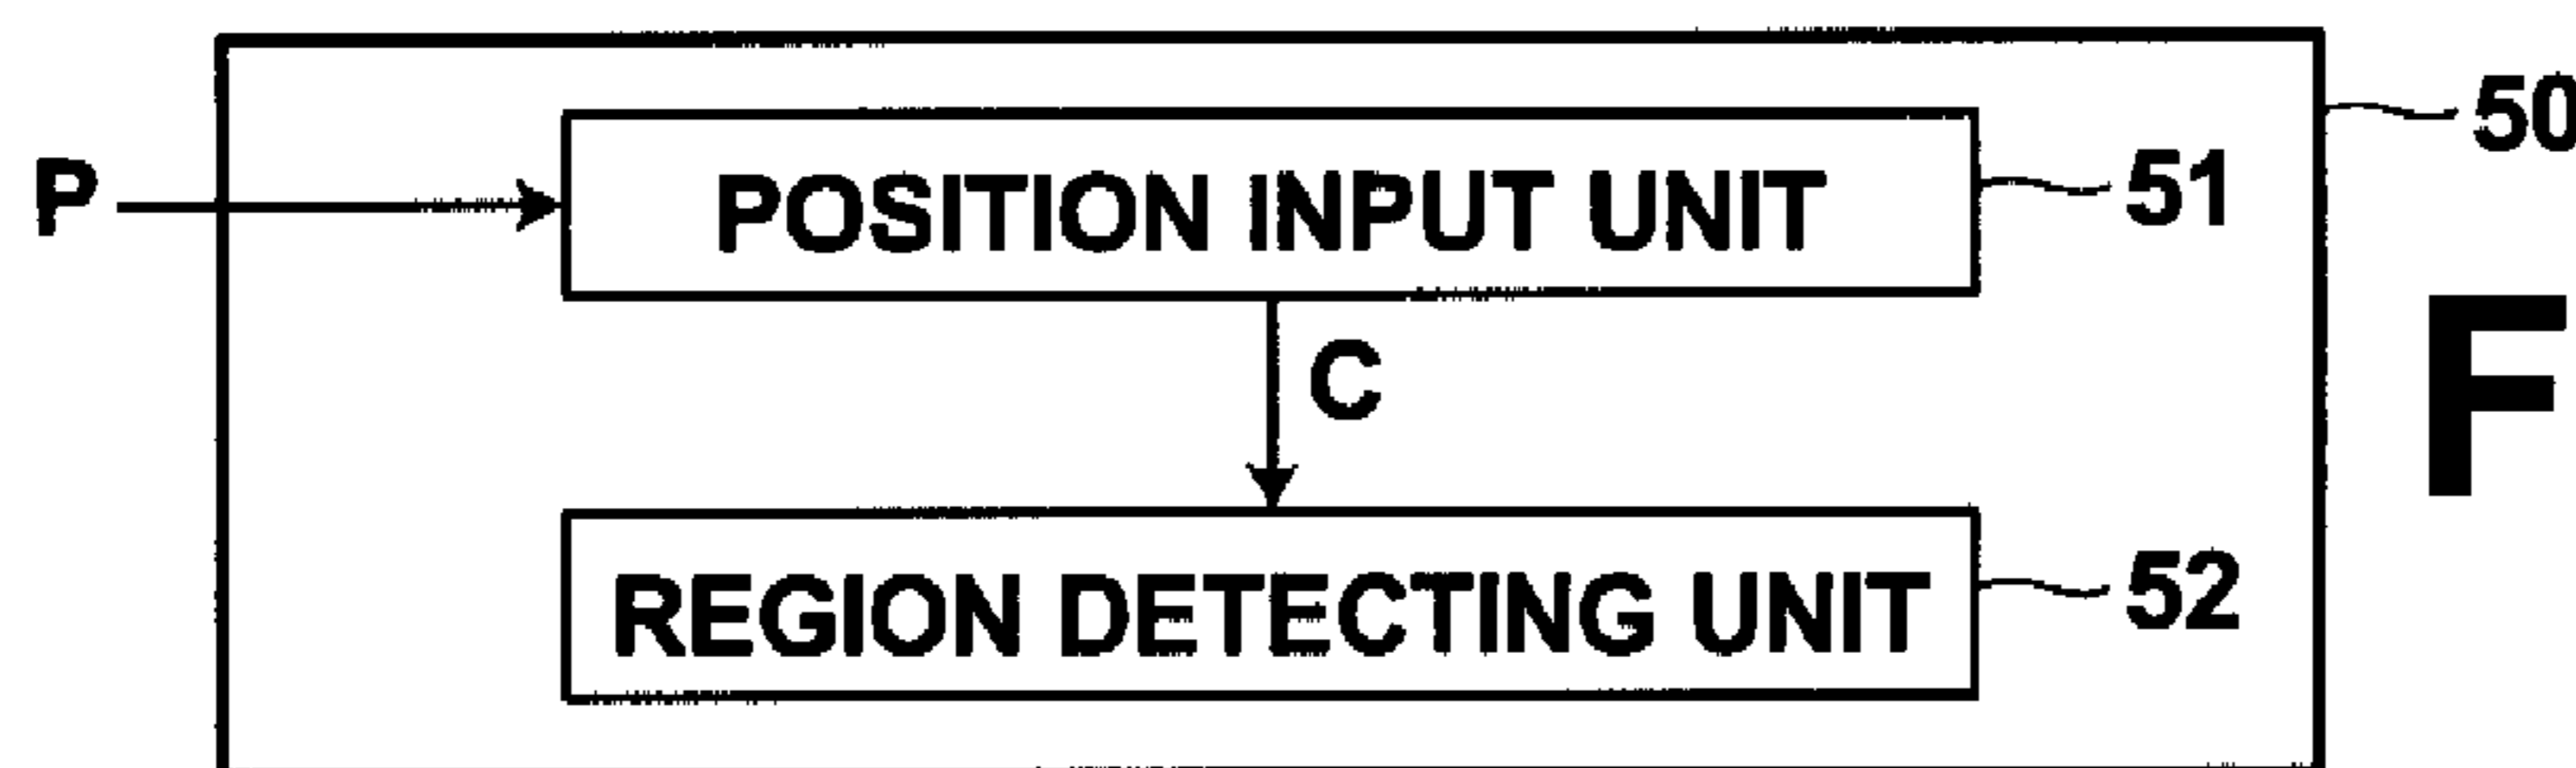 50
P
POSITION INPUT UNIT
51
F
C
REGION DETECTING UNIT
52